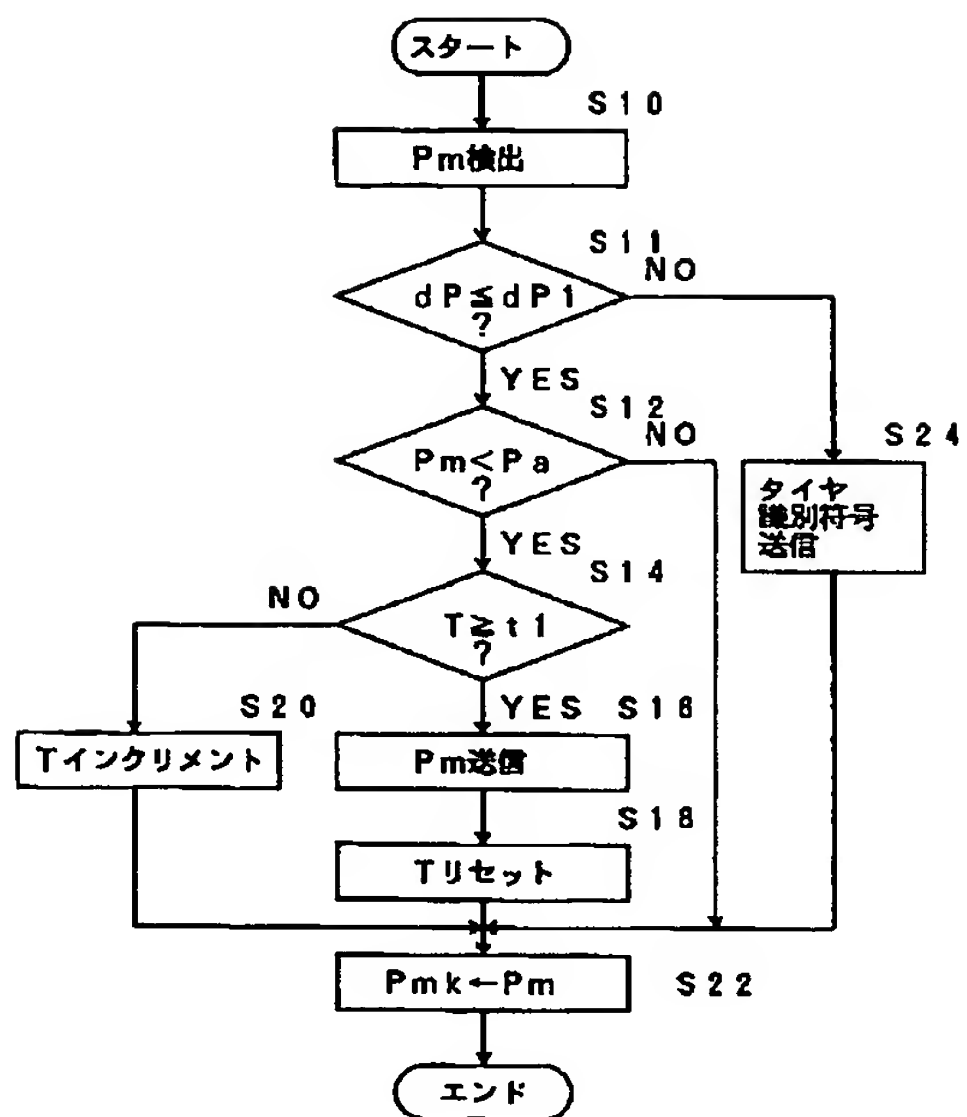 スタート
S10
Pm検出
S11
NO
dP≦dP1
?
YES
S12
NO
S24
Pm<Pa
?
タイヤ
識別符号
送信
YES
S14
NO
T≧t1
?
S20
YES
S16
Tインクリメント
Pm送信
S18
Tリセット
Pmk←Pm
S22
エンド